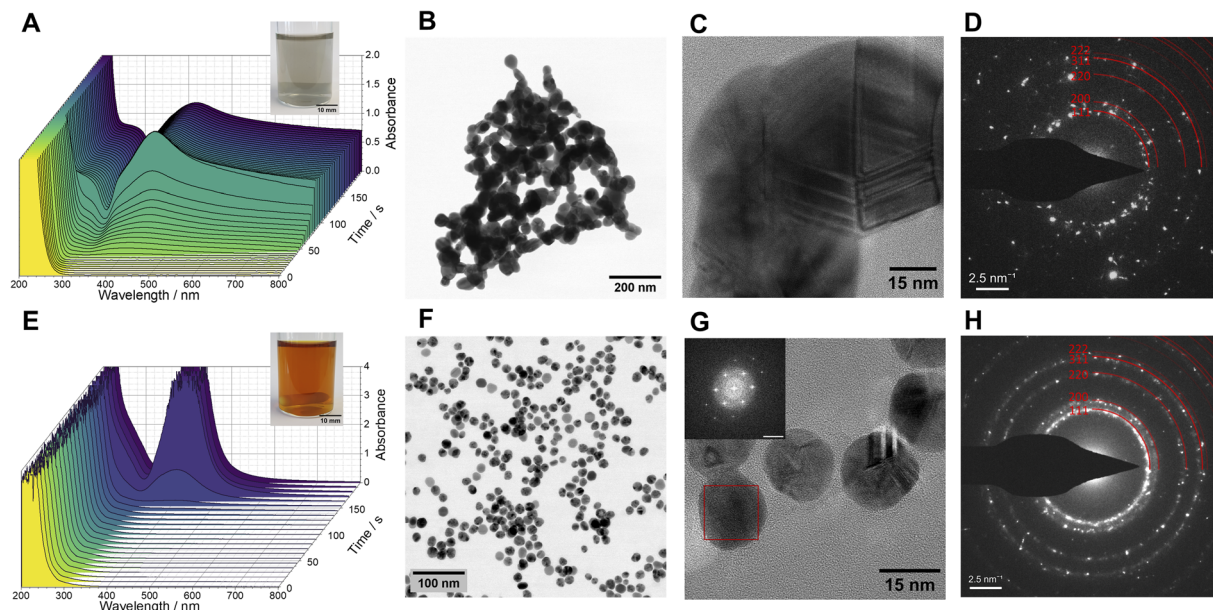 A
2.0
1.5
1.0
0.5
0.0
Absorbance
10 mm
150
100
50
0
Time / s
200 300 400 500 600 700 800
Wavelength / nm
B
200 nm
C
15 nm
D
222
311
220
200
111
2.5 nm⁻¹
E
4
3
2
1
0
Absorbance
10 mm
150
100
50
0
Time / s
200 300 400 500 600 700 800
Wavelength / nm
F
100 nm
G
15 nm
H
222
311
220
200
111
2.5 nm⁻¹